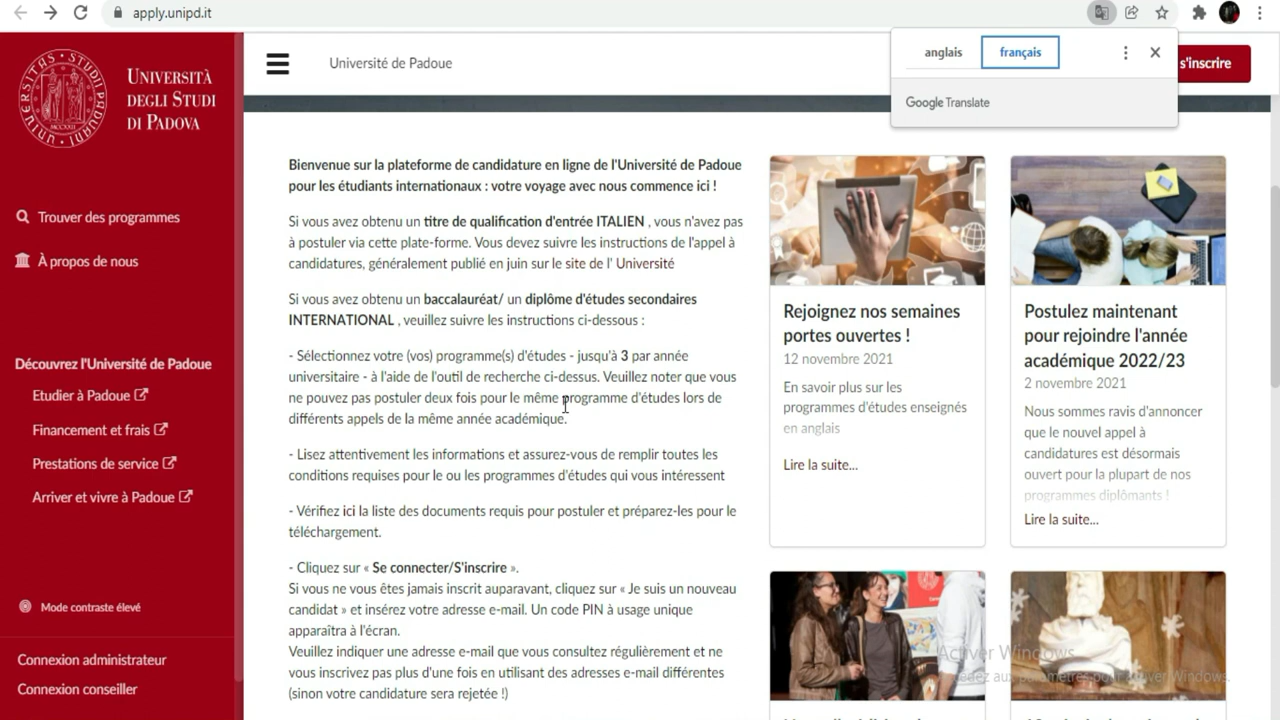 apply.unipd.it
anglais
français
Google Translate
UNIVERSITÀ
DEGLI STUDI
DI PADOVA
Université de Padoue
s'inscrire
Trouver des programmes
À propos de nous
Découvrez l'Université de Padoue
Etudier à Padoue
Financement et frais
Prestations de service
Arriver et vivre à Padoue
Mode contraste élevé
Connexion administrateur
Connexion conseiller
Bienvenue sur la plateforme de candidature en ligne de l'Université de Padoue
pour les étudiants internationaux : votre voyage avec nous commence ici !
Si vous avez obtenu un titre de qualification d'entrée ITALIEN , vous n'avez pas
à postuler via cette plate-forme. Vous devez suivre les instructions de l'appel à
candidatures, généralement publié en juin sur le site de l' Université
Si vous avez obtenu un baccalauréat/ un diplôme d'études secondaires
INTERNATIONAL , veuillez suivre les instructions ci-dessous :
- Sélectionnez votre (vos) programme(s) d'études - jusqu'à 3 par année
universitaire - à l'aide de l'outil de recherche ci-dessus. Veuillez noter que vous
ne pouvez pas postuler deux fois pour le même programme d'études lors de
différents appels de la même année académique.
- Lisez attentivement les informations et assurez-vous de remplir toutes les
conditions requises pour le ou les programmes d'études qui vous intéressent
- Vérifiez ici la liste des documents requis pour postuler et préparez-les pour le
téléchargement.
- Cliquez sur « Se connecter/S'inscrire ».
Si vous ne vous êtes jamais inscrit auparavant, cliquez sur « Je suis un nouveau
candidat » et insérez votre adresse e-mail. Un code PIN à usage unique
apparaîtra à l'écran.
Veuillez indiquer une adresse e-mail que vous consultez régulièrement et ne
vous inscrivez pas plus d'une fois en utilisant des adresses e-mail différentes
(sinon votre candidature sera rejetée !)
Rejoignez nos semaines
portes ouvertes !
12 novembre 2021
En savoir plus sur les
programmes d'études enseignés
en anglais
Lire la suite...
Postulez maintenant
pour rejoindre l'année
académique 2022/23
2 novembre 2021
Nous sommes ravis d'annoncer
que le nouvel appel à
candidatures est désormais
ouvert pour la plupart de nos
programmes diplômants !
Lire la suite...
Activer Windows
aux paramètres pour activer Windows.